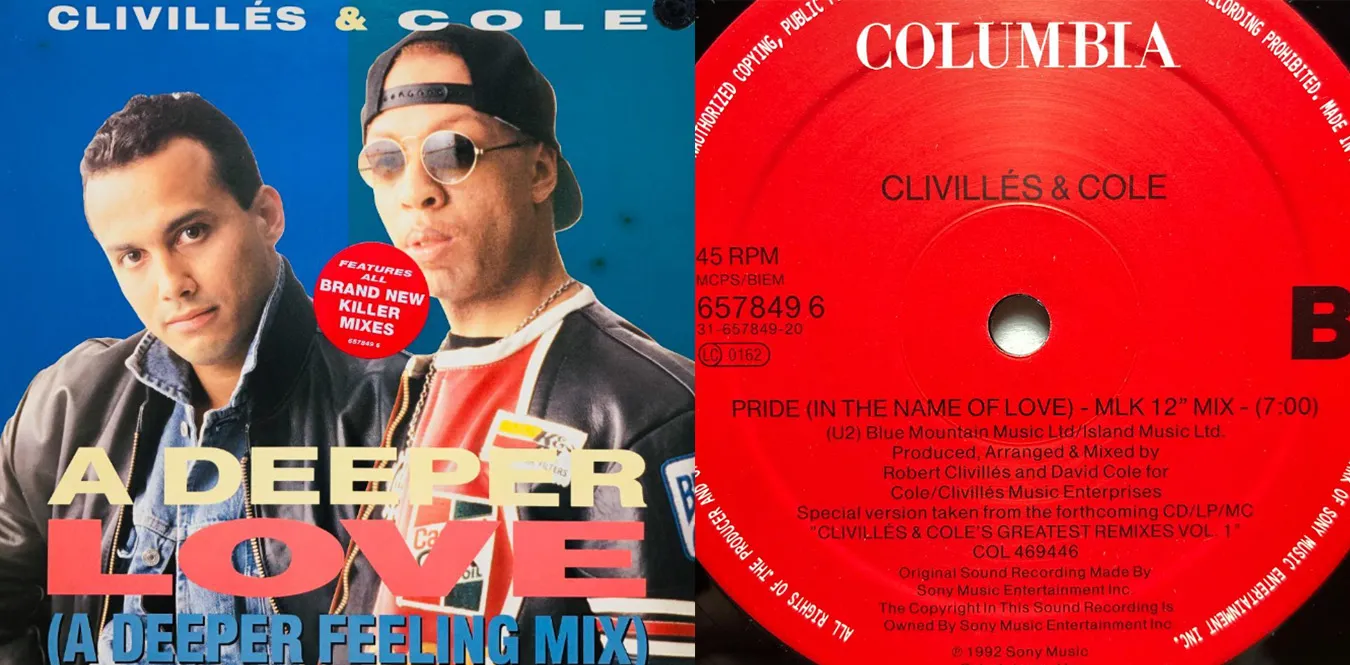 CLIVILLÉS & COLE
FEATURES
ALL
BRAND NEW
KILLER
MIXES
657849 6
A DEEPER
LOVE
(A DEEPER FEELING MIX)
COLUMBIA
AUTHORIZED COPYING, PUBLIC
RECORDING PROHIBITED. MADE IN
CLIVILLÉS & COLE
45 RPM
MCPS/BIEM
657849 6
31-657849-20
LC 0162
B
PRIDE (IN THE NAME OF LOVE) - MLK 12” MIX - (7:00)
(U2) Blue Mountain Music Ltd/Island Music Ltd.
Produced, Arranged & Mixed by
Robert Clivillés and David Cole for
Cole/Clivillés Music Enterprises
Special version taken from the forthcoming CD/LP/MC
"CLIVILLÉS & COLE'S GREATEST REMIXES VOL. 1"
COL 469446
Original Sound Recording Made By
Sony Music Entertainment Inc.
The Copyright In This Sound Recording Is
Owned By Sony Music Entertainment Inc.
℗ 1992 Sony Music
ALL RIGHTS OF THE PRODUCER AND
OF SONY MUSIC ENTERTAINMENT INC.